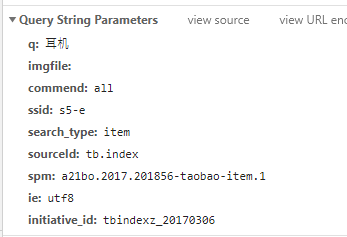 ▼ Query String Parameters view source view URL en
q: 耳机
imgfile:
commend: all
ssid: s5-e
search_type: item
sourceId: tb.index
spm: a21bo.2017.201856-taobao-item.1
ie: utf8
initiative_id: tbindexz_20170306